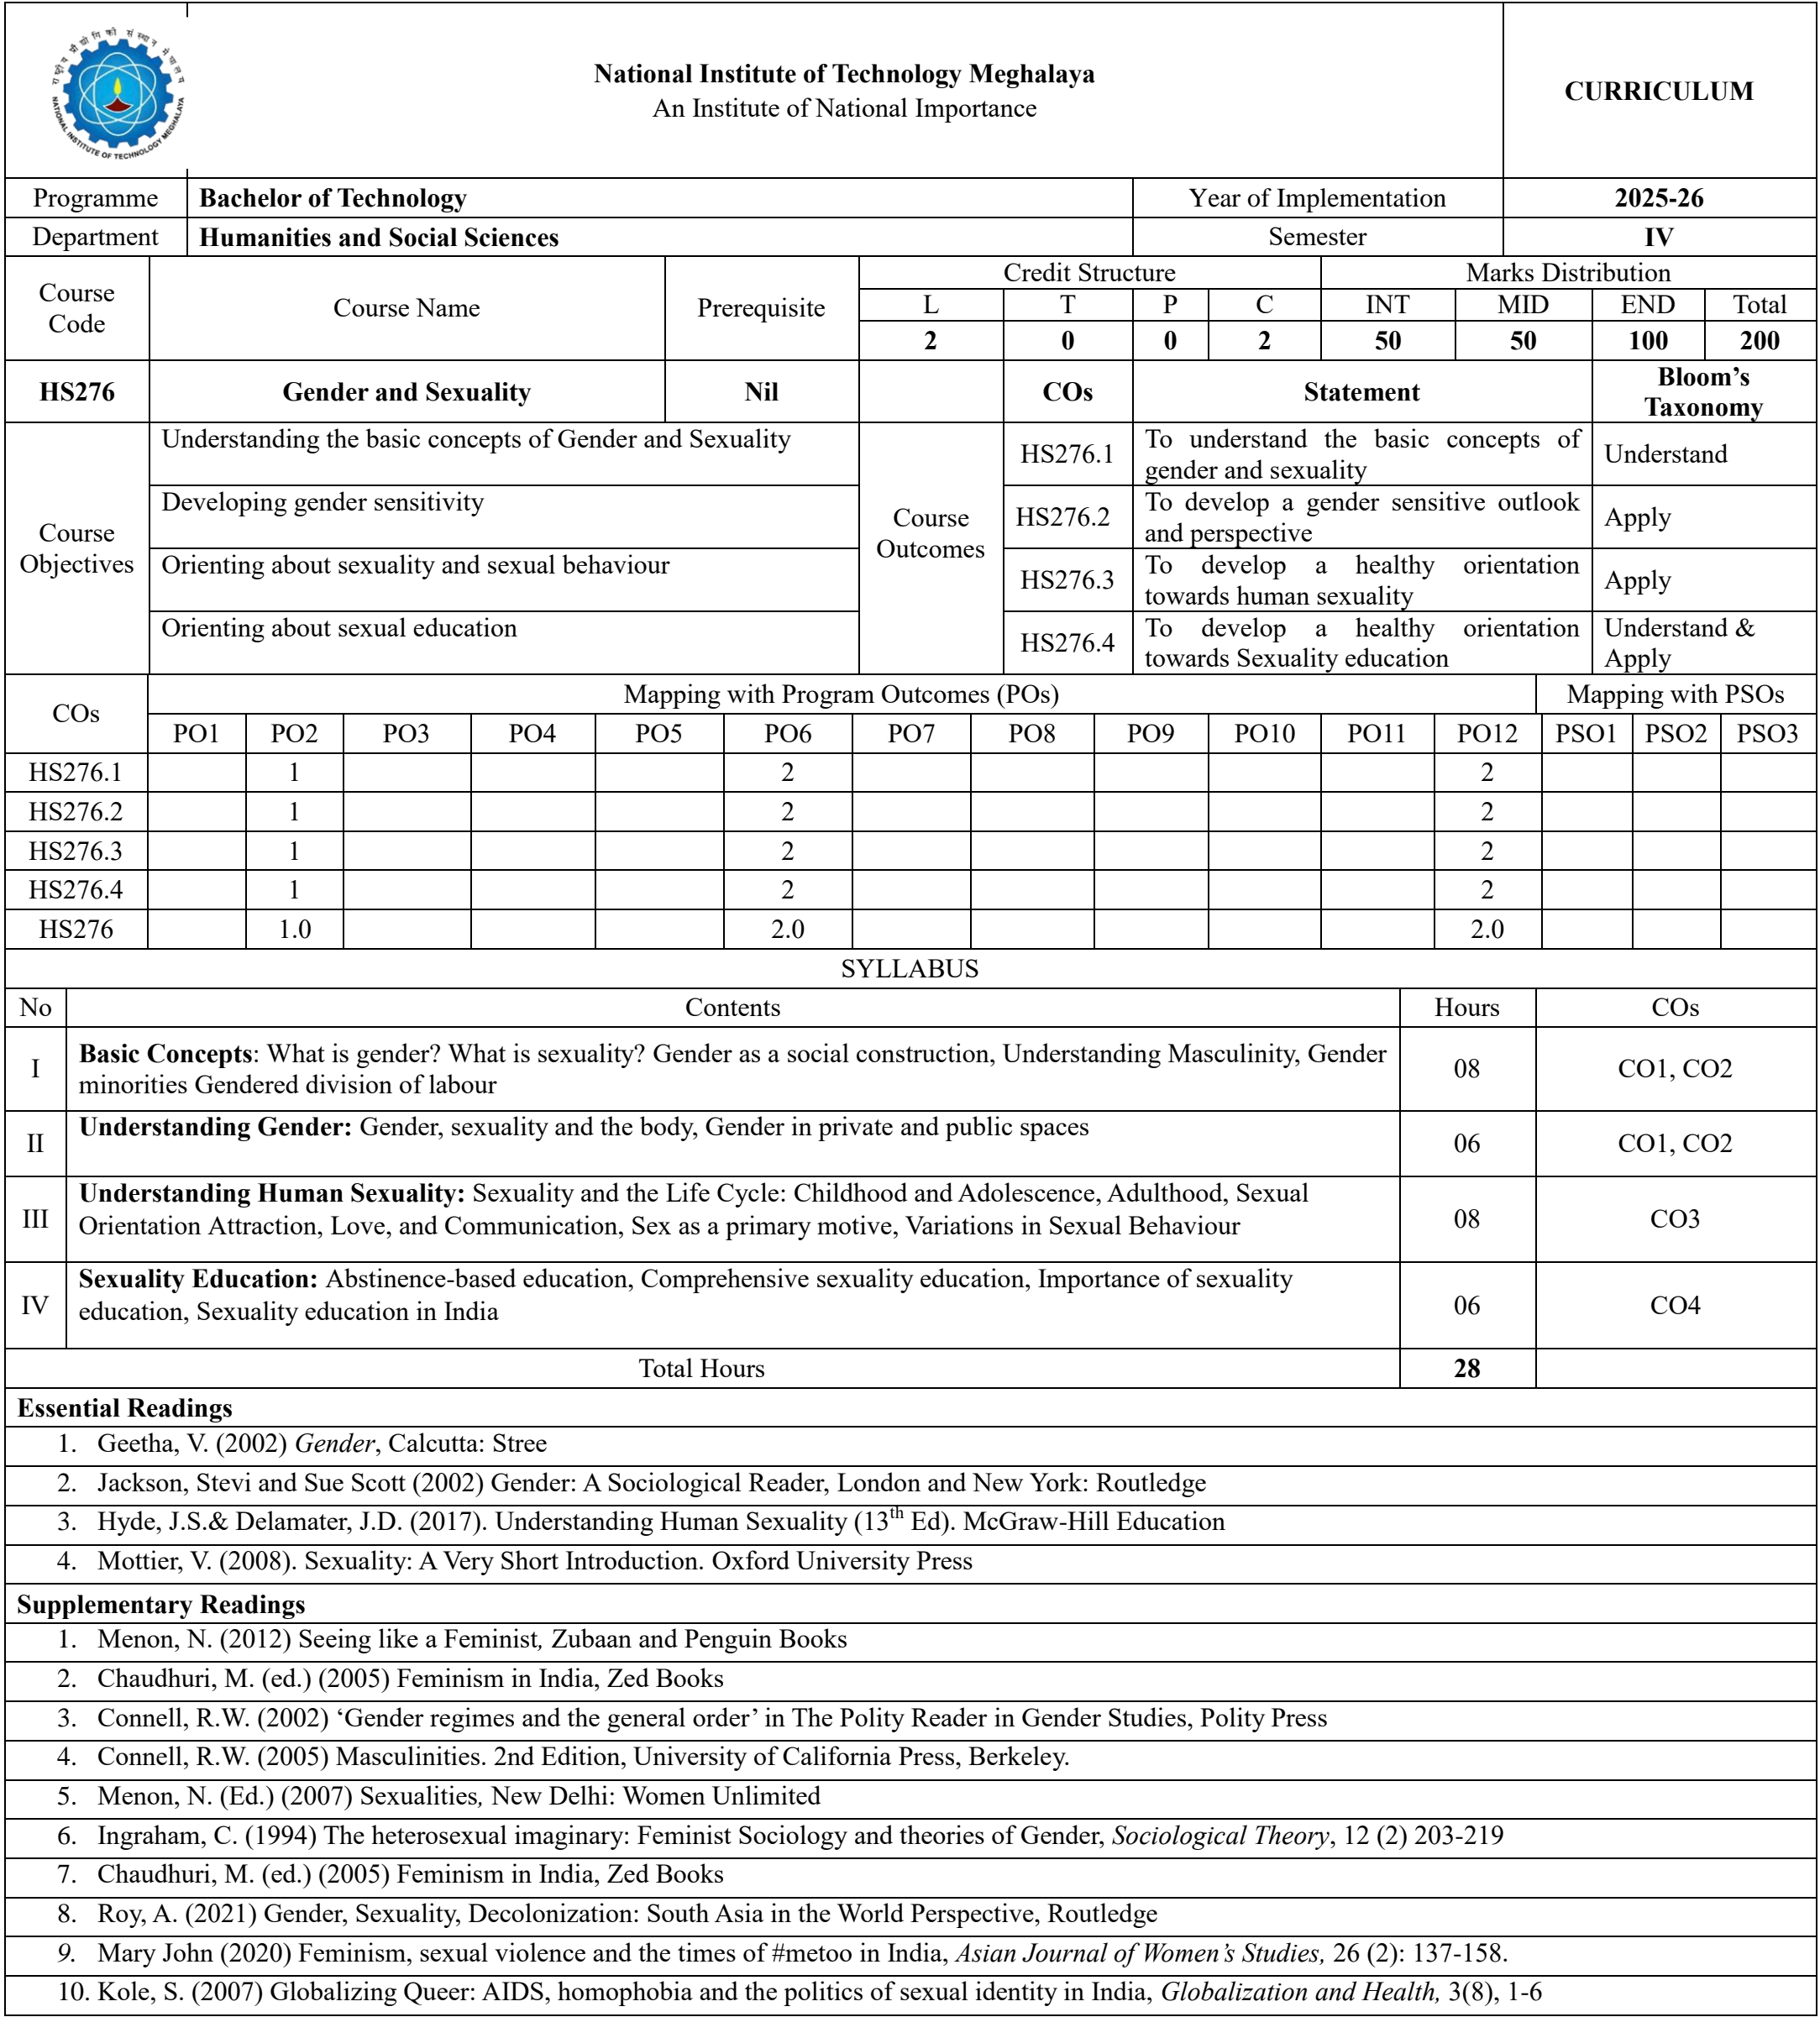 राष्ट्रीय प्रौद्योगिकी संस्थान मेघालय
NATIONAL INSTITUTE OF TECHNOLOGY MEGHALAYA
National Institute of Technology Meghalaya
An Institute of National Importance
CURRICULUM
Programme Bachelor of Technology Year of Implementation 2025-26
Department Humanities and Social Sciences Semester IV
Course Code Course Name Prerequisite Credit Structure Marks Distribution
L T P C INT MID END Total
2 0 0 2 50 50 100 200
HS276 Gender and Sexuality Nil COs Statement Bloom’s Taxonomy
Course Objectives
Course Outcomes
Understanding the basic concepts of Gender and Sexuality HS276.1 To understand the basic concepts of gender and sexuality Understand
Developing gender sensitivity HS276.2 To develop a gender sensitive outlook and perspective Apply
Orienting about sexuality and sexual behaviour HS276.3 To develop a healthy orientation towards human sexuality Apply
Orienting about sexual education HS276.4 To develop a healthy orientation towards Sexuality education Understand & Apply
COs Mapping with Program Outcomes (POs) Mapping with PSOs
PO1 PO2 PO3 PO4 PO5 PO6 PO7 PO8 PO9 PO10 PO11 PO12 PSO1 PSO2 PSO3
HS276.1 1 2 2
HS276.2 1 2 2
HS276.3 1 2 2
HS276.4 1 2 2
HS276 1.0 2.0 2.0
SYLLABUS
No Contents Hours COs
I Basic Concepts: What is gender? What is sexuality? Gender as a social construction, Understanding Masculinity, Gender
minorities Gendered division of labour 08 CO1, CO2
II Understanding Gender: Gender, sexuality and the body, Gender in private and public spaces 06 CO1, CO2
III Understanding Human Sexuality: Sexuality and the Life Cycle: Childhood and Adolescence, Adulthood, Sexual
Orientation Attraction, Love, and Communication, Sex as a primary motive, Variations in Sexual Behaviour 08 CO3
IV Sexuality Education: Abstinence-based education, Comprehensive sexuality education, Importance of sexuality
education, Sexuality education in India 06 CO4
Total Hours 28
Essential Readings
1. Geetha, V. (2002) Gender, Calcutta: Stree
2. Jackson, Stevi and Sue Scott (2002) Gender: A Sociological Reader, London and New York: Routledge
3. Hyde, J.S.& Delamater, J.D. (2017). Understanding Human Sexuality (13th Ed). McGraw-Hill Education
4. Mottier, V. (2008). Sexuality: A Very Short Introduction. Oxford University Press
Supplementary Readings
1. Menon, N. (2012) Seeing like a Feminist, Zubaan and Penguin Books
2. Chaudhuri, M. (ed.) (2005) Feminism in India, Zed Books
3. Connell, R.W. (2002) ‘Gender regimes and the general order’ in The Polity Reader in Gender Studies, Polity Press
4. Connell, R.W. (2005) Masculinities. 2nd Edition, University of California Press, Berkeley.
5. Menon, N. (Ed.) (2007) Sexualities, New Delhi: Women Unlimited
6. Ingraham, C. (1994) The heterosexual imaginary: Feminist Sociology and theories of Gender, Sociological Theory, 12 (2) 203-219
7. Chaudhuri, M. (ed.) (2005) Feminism in India, Zed Books
8. Roy, A. (2021) Gender, Sexuality, Decolonization: South Asia in the World Perspective, Routledge
9. Mary John (2020) Feminism, sexual violence and the times of #metoo in India, Asian Journal of Women’s Studies, 26 (2): 137-158.
10. Kole, S. (2007) Globalizing Queer: AIDS, homophobia and the politics of sexual identity in India, Globalization and Health, 3(8), 1-6